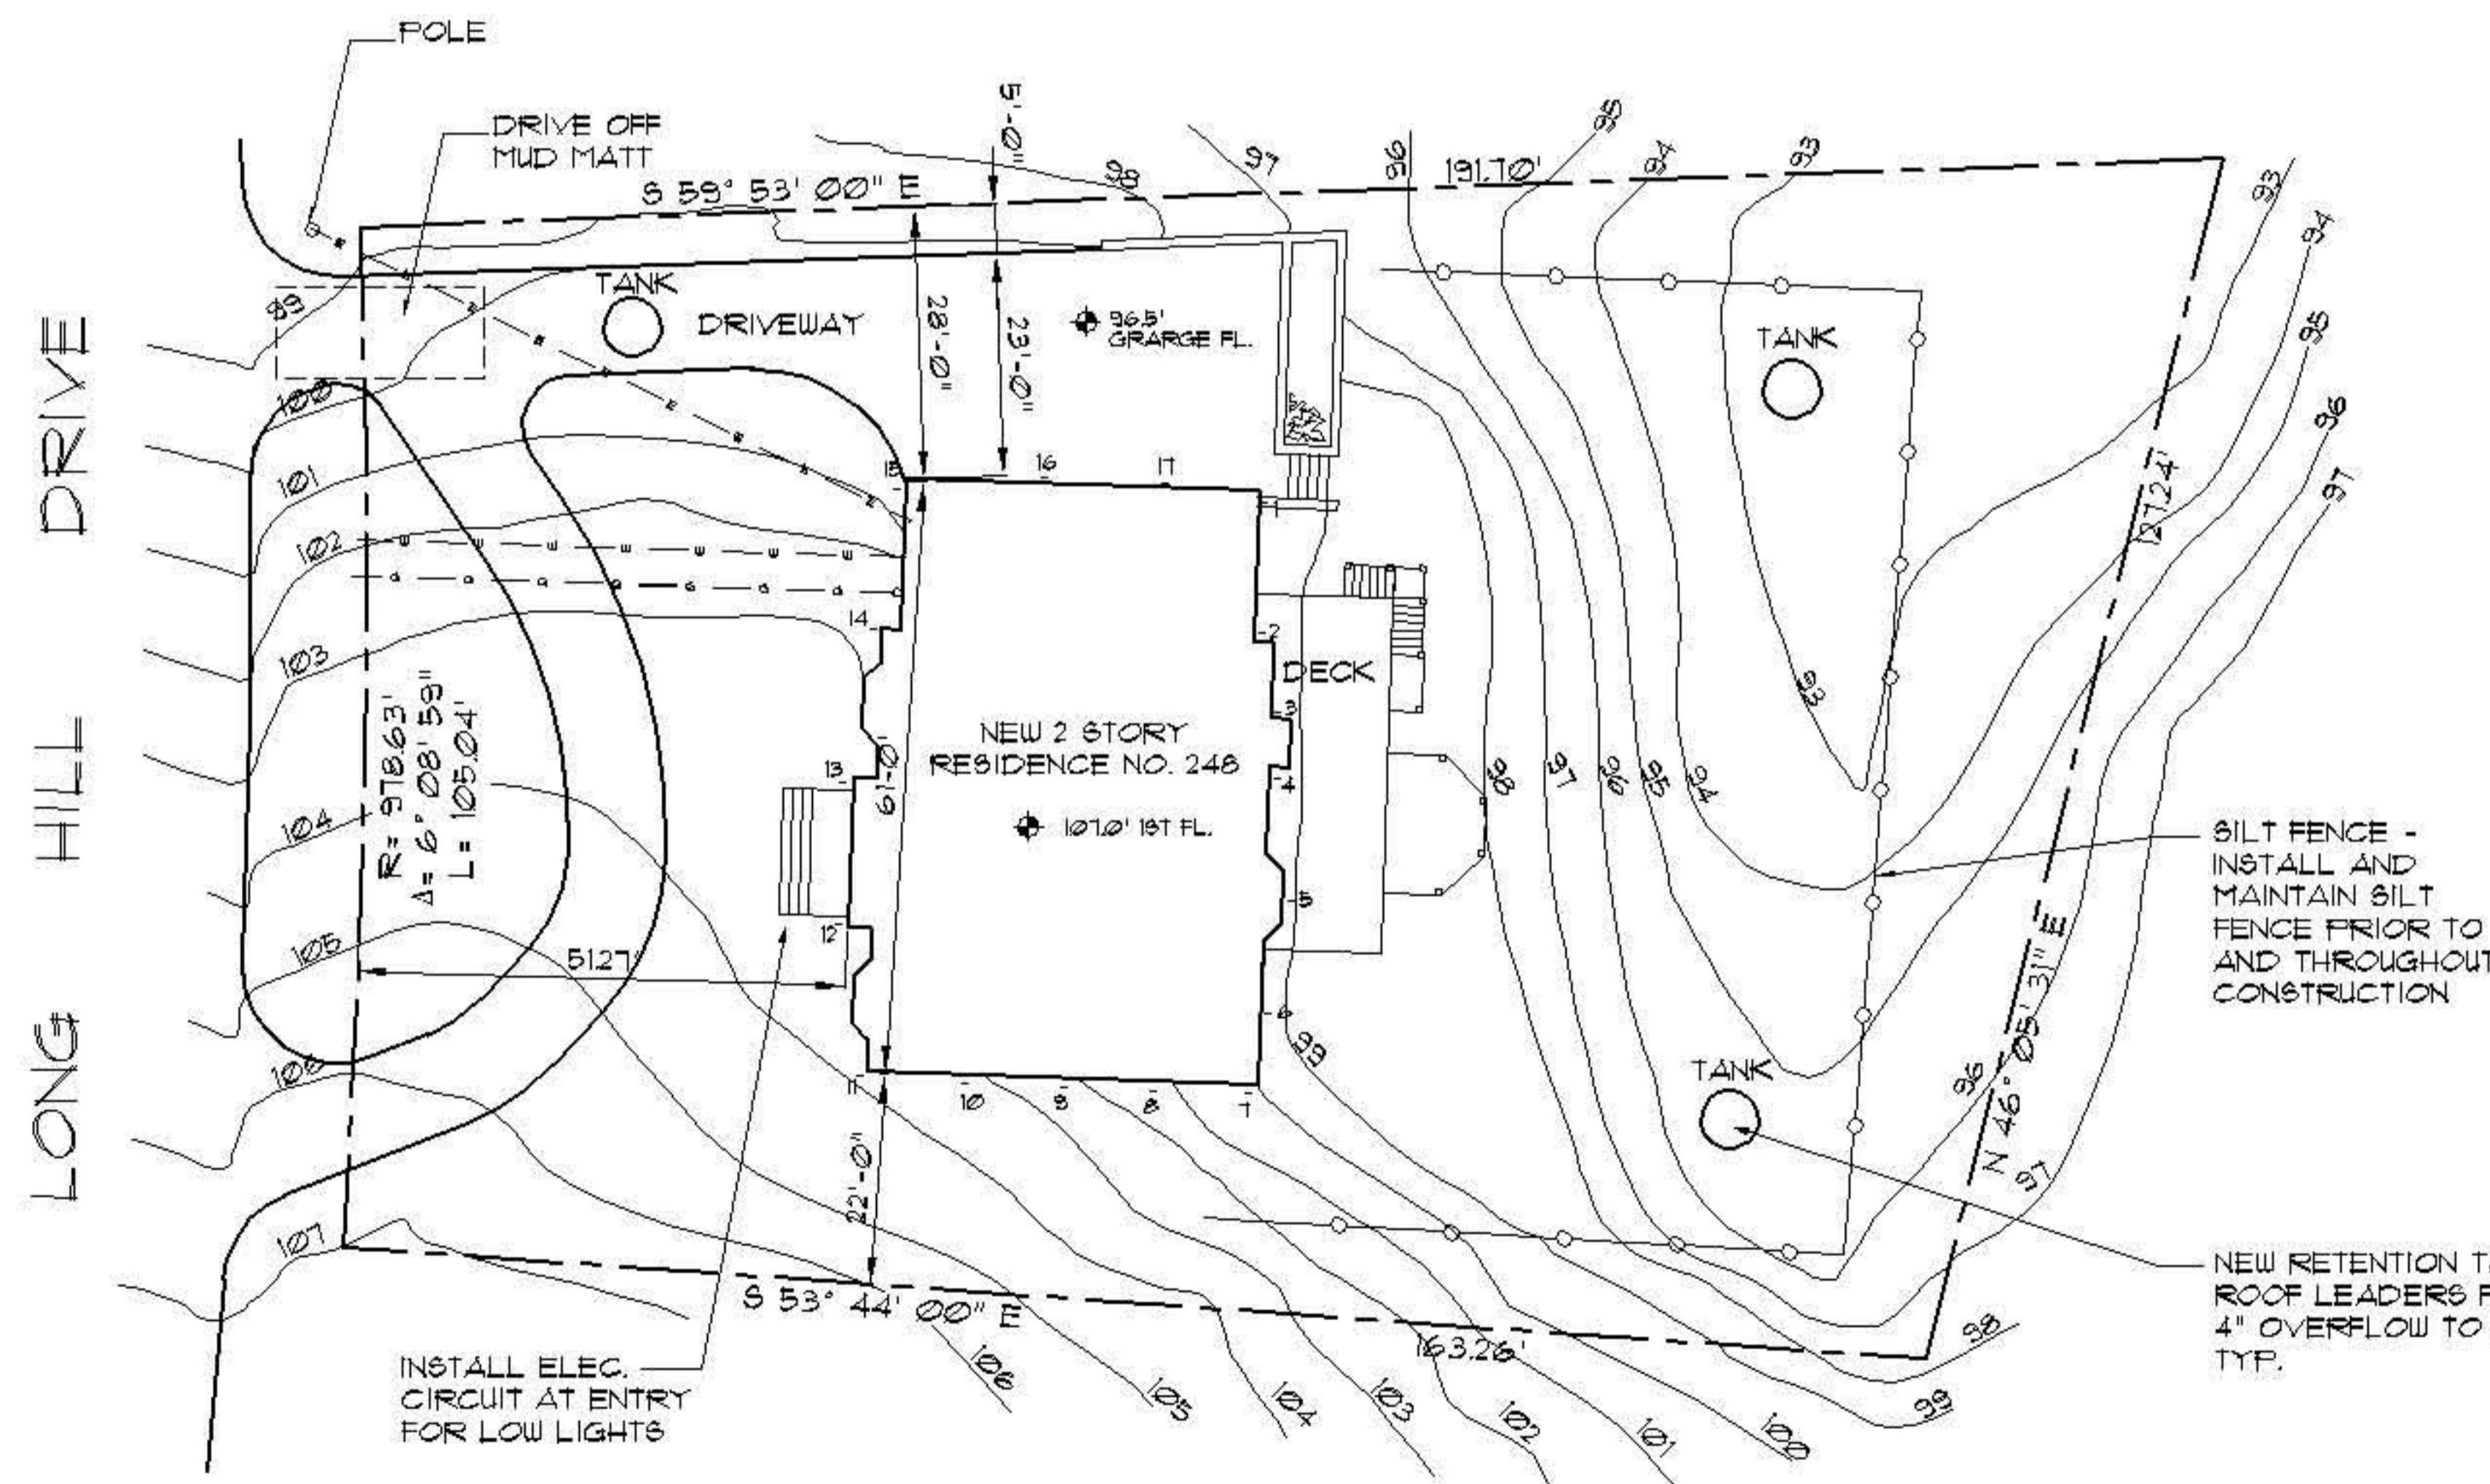 POLE
DRIVE OFF
MUD MATT
5'-0"
S 59° 53' 00" E
191.70'
98
97
96
95
94
93
93
94
95
96
97
99
100
101
102
103
104
105
106
107
TANK
DRIVEWAY
28'-0"
23'-0"
96.5'
GRARGE FL.
TANK
127.24'
N 46° 05' 31" E
LONG HILL DRIVE
R= 978.63'
Δ= 6° 08' 59"
L= 105.04'
15
16
17
1
2
3
4
5
6
7
8
9
10
11
12
13
14
61'-0"
DECK
NEW 2 STORY
RESIDENCE NO. 248
107.0' 1ST FL.
51.27'
22'-0"
98
97
96
95
94
93
99
96
97
TANK
SILT FENCE -
INSTALL AND
MAINTAIN SILT
FENCE PRIOR TO
AND THROUGHOUT
CONSTRUCTION
NEW RETENTION
ROOF LEADERS
4" OVERFLOW TO
TYP.
S 53° 44' 00" E
163.26'
INSTALL ELEC.
CIRCUIT AT ENTRY
FOR LOW LIGHTS
106
105
104
103
102
101
100
99
98